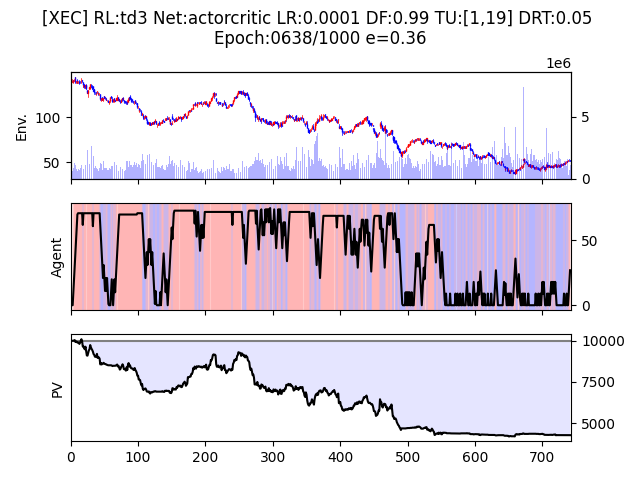 [XEC] RL:td3 Net:actorcritic LR:0.0001 DF:0.99 TU:[1,19] DRT:0.05
Epoch:0638/1000 e=0.36
1e6
Env.
100
50
5
0
Agent
50
0
PV
10000
7500
5000
0 100 200 300 400 500 600 700